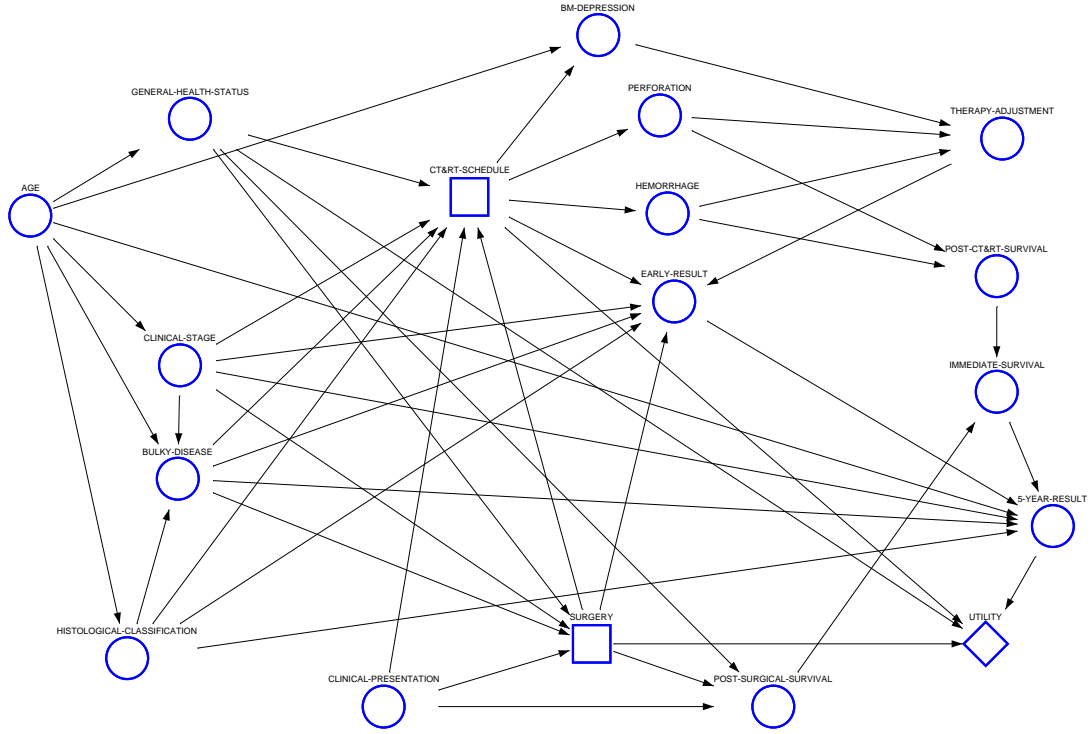 BM-DEPRESSION
GENERAL-HEALTH-STATUS
PERFORATION
THERAPY-ADJUSTMENT
CT&RT-SCHEDULE
AGE
HEMORRHAGE
POST-CT&RT-SURVIVAL
EARLY-RESULT
CLINICAL-STAGE
IMMEDIATE-SURVIVAL
BULKY-DISEASE
5-YEAR-RESULT
SURGERY
UTILITY
HISTOLOGICAL-CLASSIFICATION
CLINICAL-PRESENTATION
POST-SURGICAL-SURVIVAL